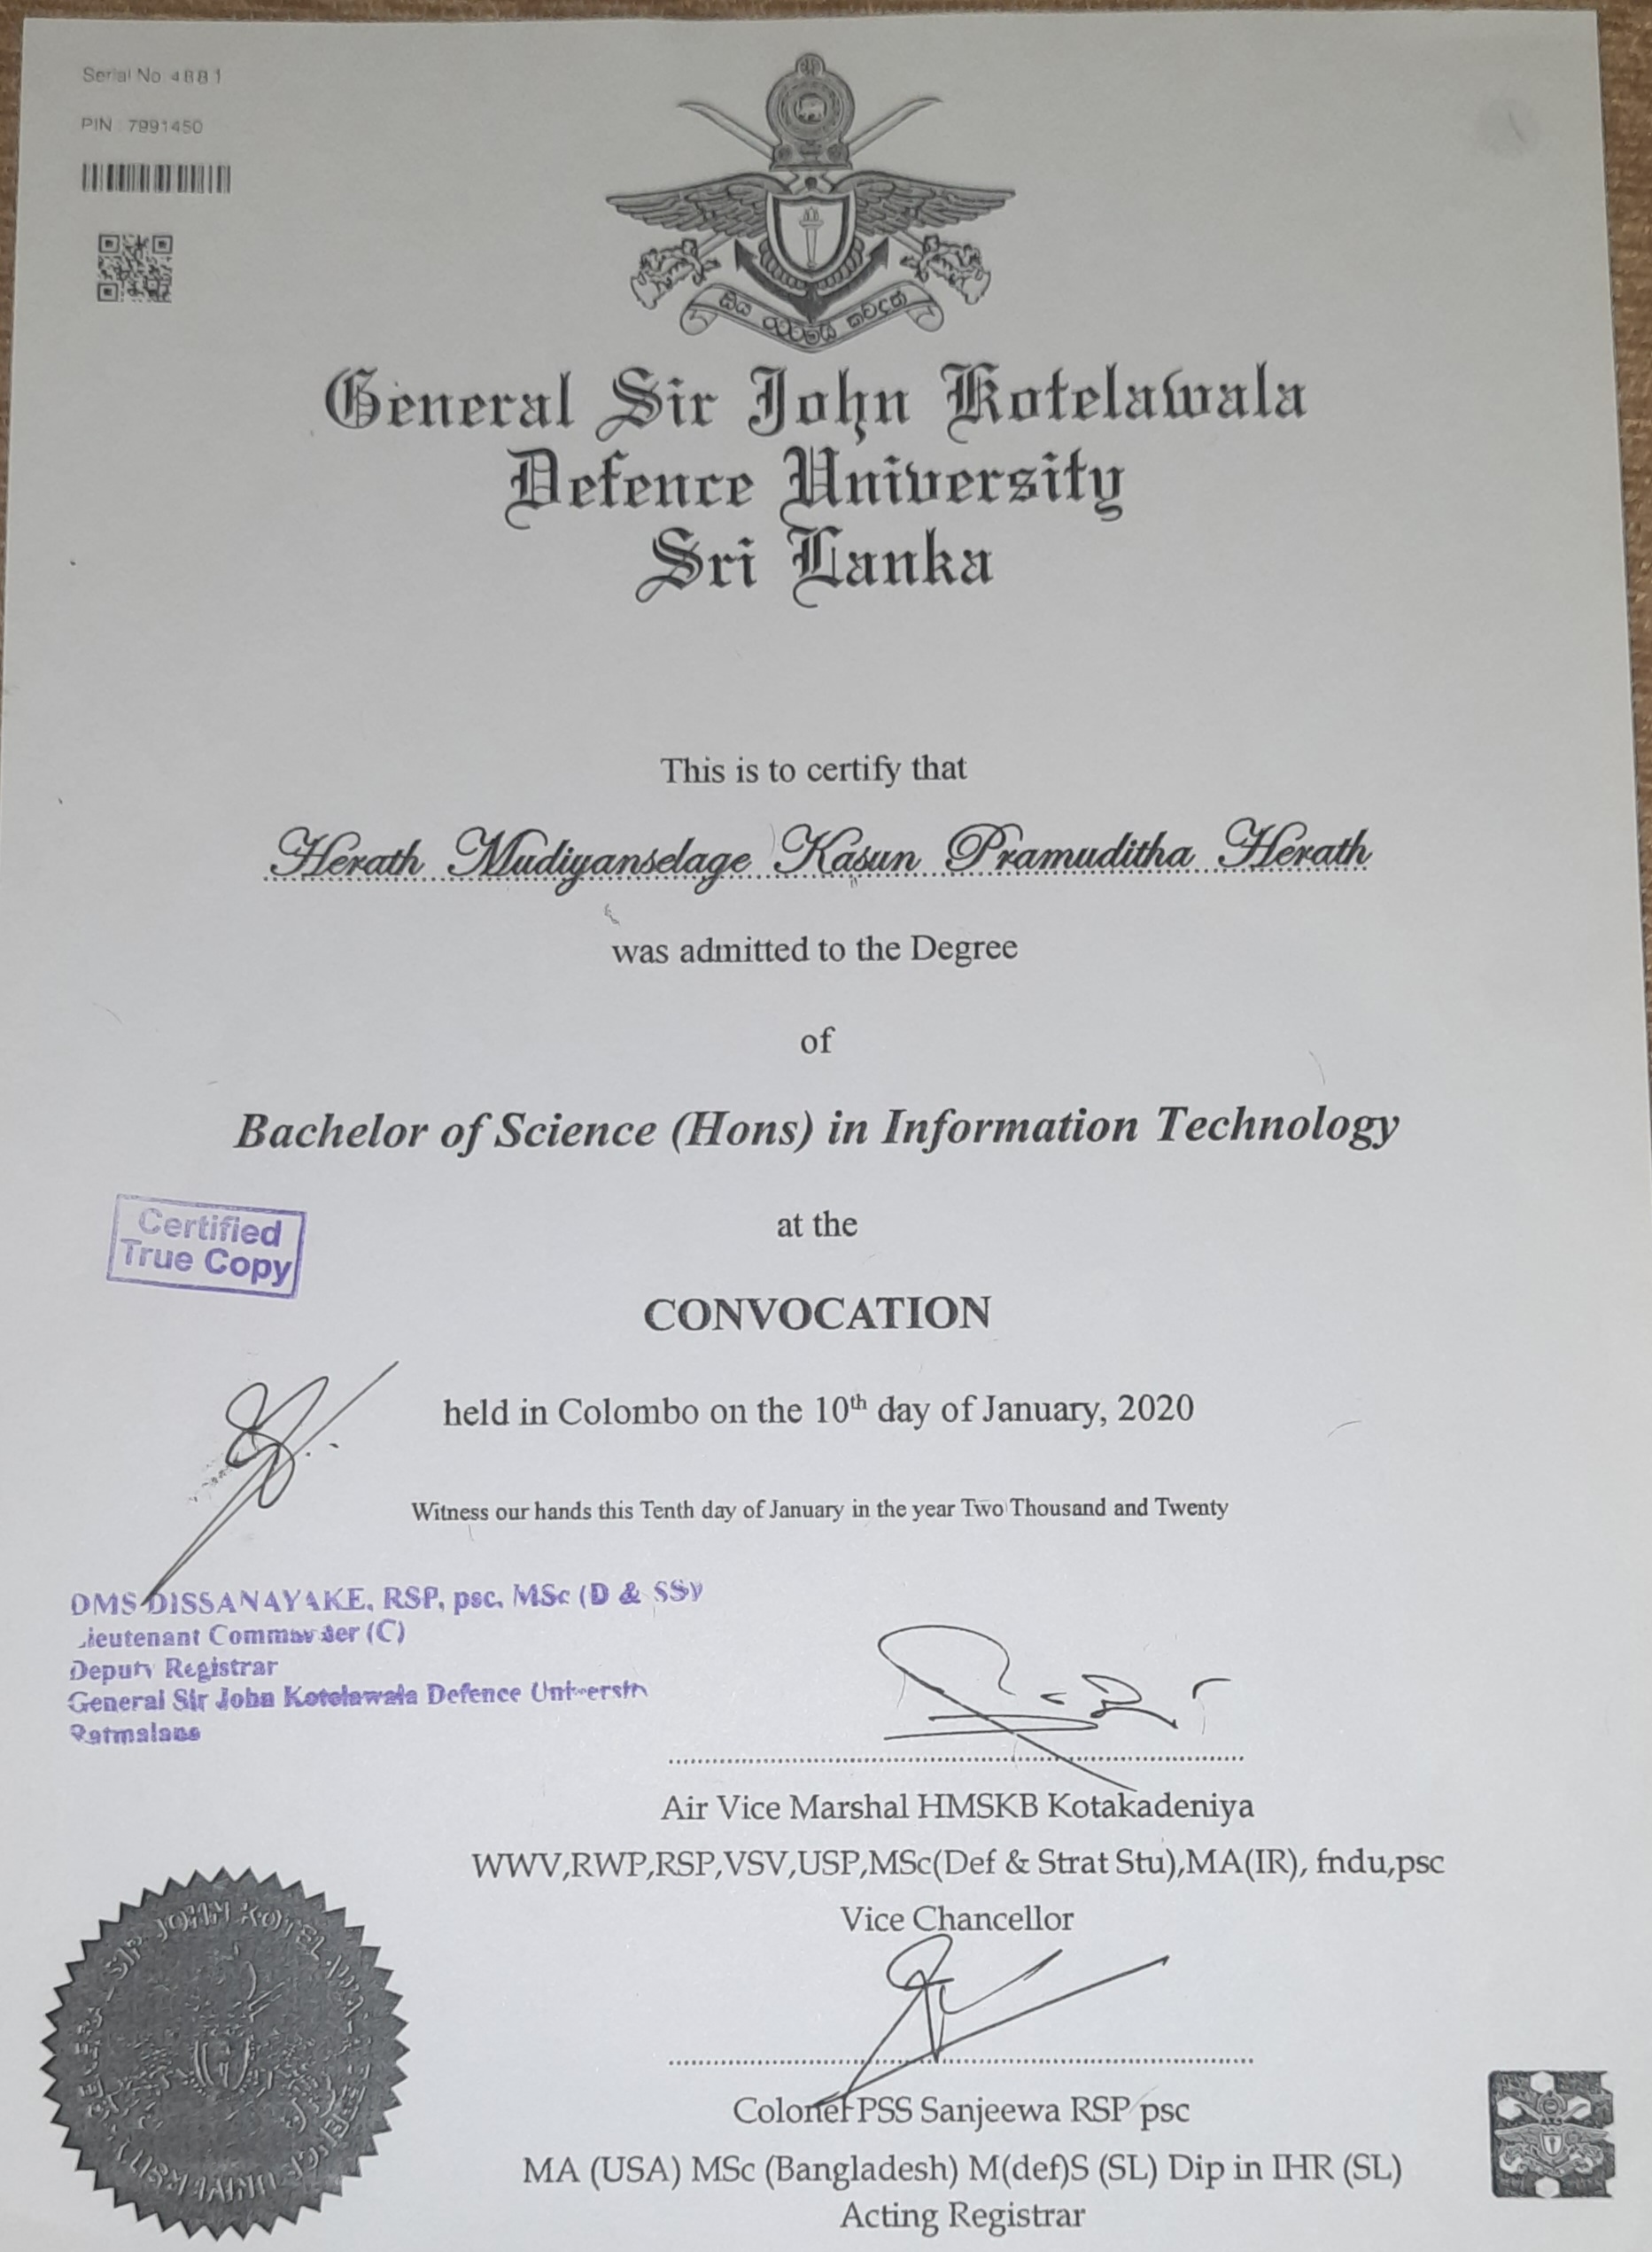 Serial No 4881
PIN : 7991450
General Sir John Kotelawala
Defence University
Sri Lanka
This is to certify that
Herath Mudiyanselage Kasun Pramuditha Herath
was admitted to the Degree
of
Bachelor of Science (Hons) in Information Technology
at the
Certified
True Copy
CONVOCATION
held in Colombo on the 10th day of January, 2020
Witness our hands this Tenth day of January in the year Two Thousand and Twenty
DMS DISSANAYAKE, RSP, psc, MSc (D & SS)
Lieutenant Commander (C)
Deputy Registrar
General Sir John Kotelawala Defence University
Ratmalana
Air Vice Marshal HMSKB Kotakadeniya
WWV,RWP,RSP,VSV,USP,MSc(Def & Strat Stu),MA(IR), fndu,psc
Vice Chancellor
Colonel PSS Sanjeewa RSP psc
MA (USA) MSc (Bangladesh) M(def)S (SL) Dip in IHR (SL)
Acting Registrar
SIR JOHN KOTELAWALA